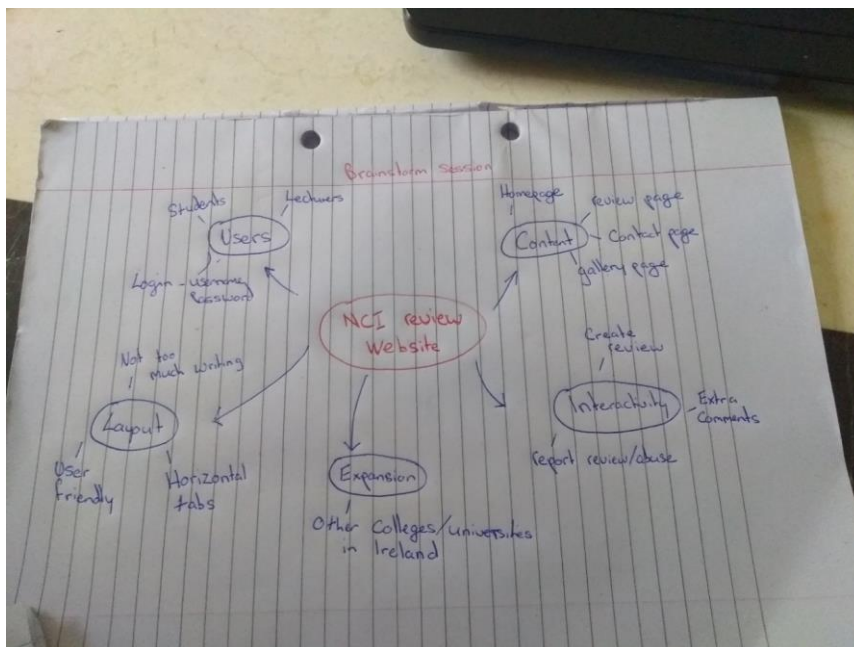 Brainstorm session
Students
Lecturers
Users
Login - username
Password
Homepage
review page
Content
Contact page
gallery page
NCI review
Website
Not too
much writing
Layout
User
friendly
Horizontal
tabs
Create
review
Interactivity
Extra
Comments
report review/abuse
Expansion
Other Colleges/universites
in Ireland